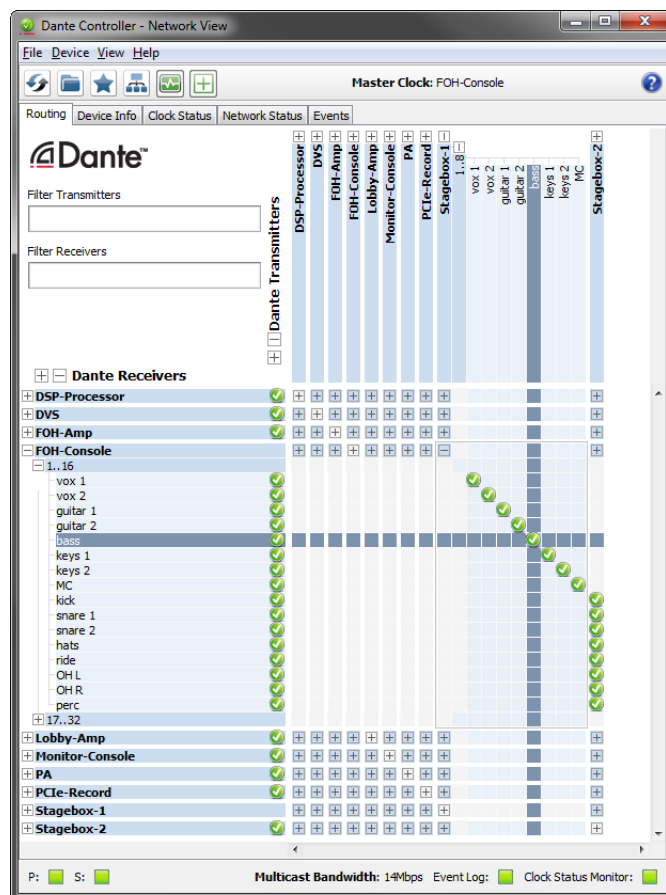 Dante Controller - Network View
File Device View Help
Master Clock: FOH-Console
Routing Device Info Clock Status Network Status Events
Dante™
Filter Transmitters
Filter Receivers
Dante Transmitters
DSP-Processor
DVS
FOH-Amp
FOH-Console
Lobby-Amp
Monitor-Console
PA
PCIe-Record
Stagebox-1
1..8
vox 1
vox 2
guitar 1
guitar 2
bass
keys 1
keys 2
MC
Stagebox-2
Dante Receivers
DSP-Processor
DVS
FOH-Amp
FOH-Console
1..16
vox 1
vox 2
guitar 1
guitar 2
bass
keys 1
keys 2
MC
kick
snare 1
snare 2
hats
ride
OH L
OH R
perc
17..32
Lobby-Amp
Monitor-Console
PA
PCIe-Record
Stagebox-1
Stagebox-2
P: S: Multicast Bandwidth: 14Mbps Event Log: Clock Status Monitor: